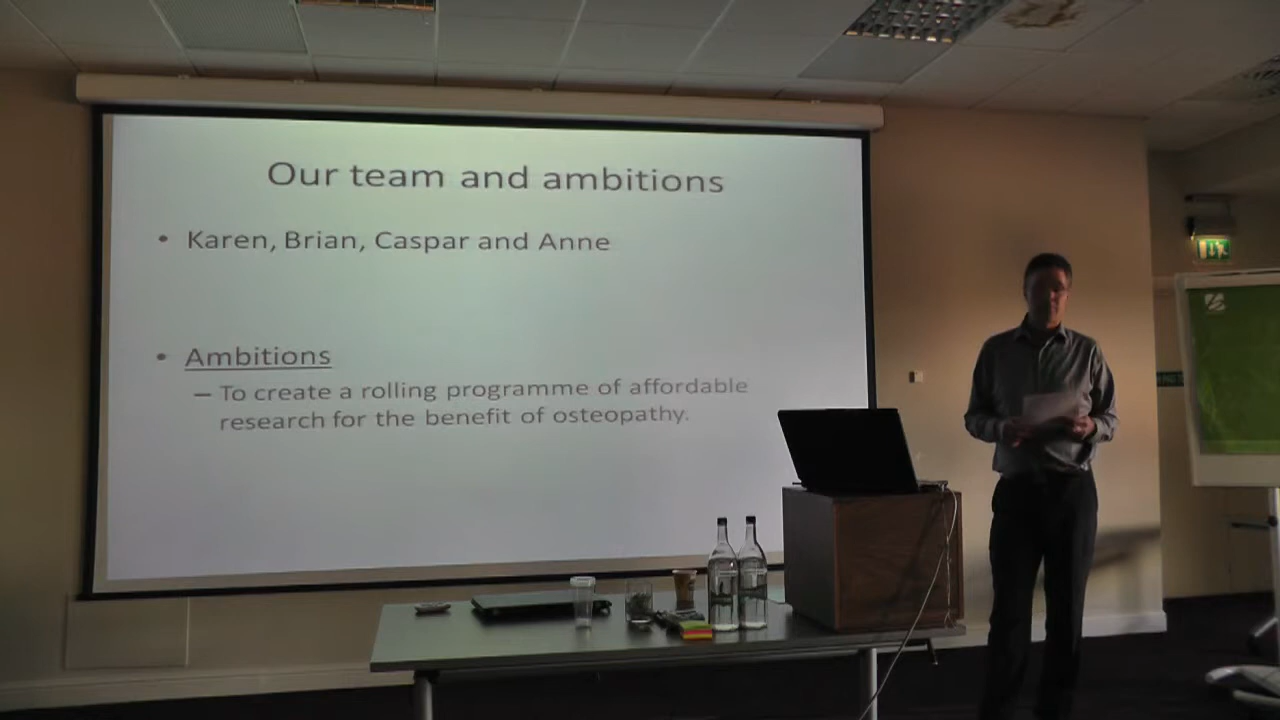 Our team and ambitions
• Karen, Brian, Caspar and Anne
• Ambitions
– To create a rolling programme of affordable
research for the benefit of osteopathy.